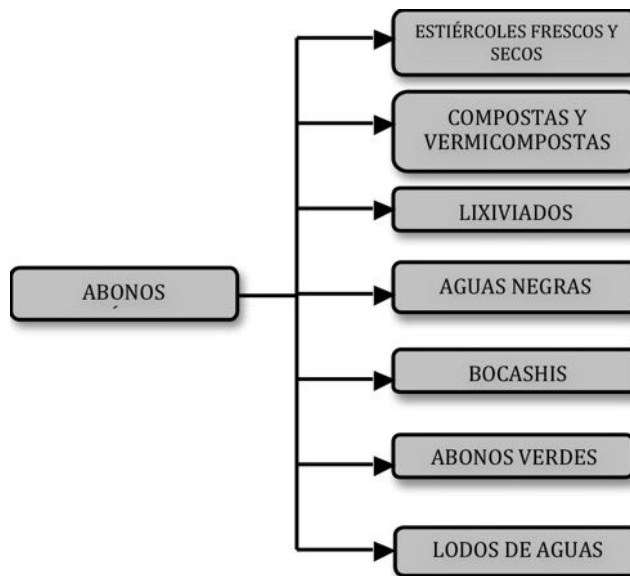 ESTIÉRCOLES FRESCOS Y
SECOS
COMPOSTAS Y
VERMICOMPOSTAS
LIXIVIADOS
ABONOS
AGUAS NEGRAS
BOCASHIS
ABONOS VERDES
LODOS DE AGUAS